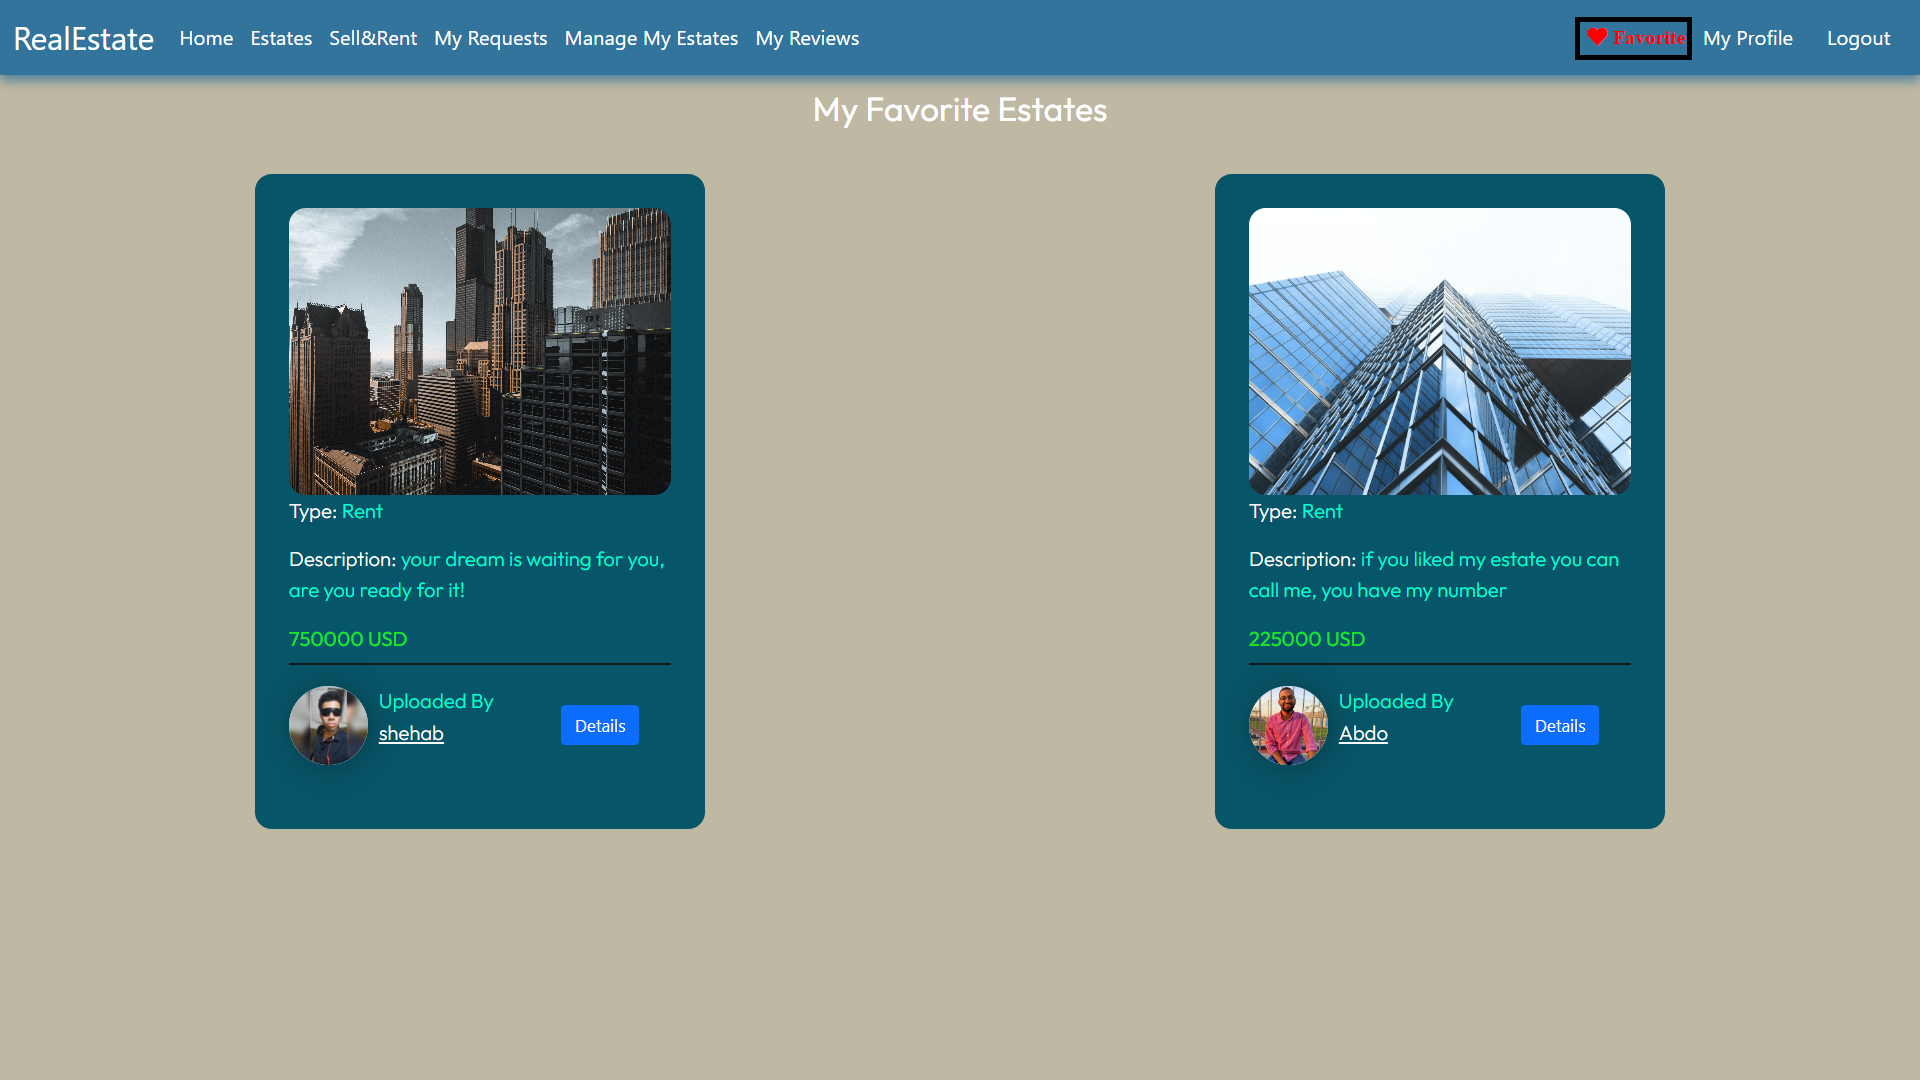 RealEstate Home Estates Sell&Rent My Requests Manage My Estates My Reviews Favorite My Profile Logout
My Favorite Estates
Type: Rent
Description: your dream is waiting for you,
are you ready for it!
750000 USD
Uploaded By
shehab
Details
Type: Rent
Description: if you liked my estate you can
call me, you have my number
225000 USD
Uploaded By
Abdo
Details